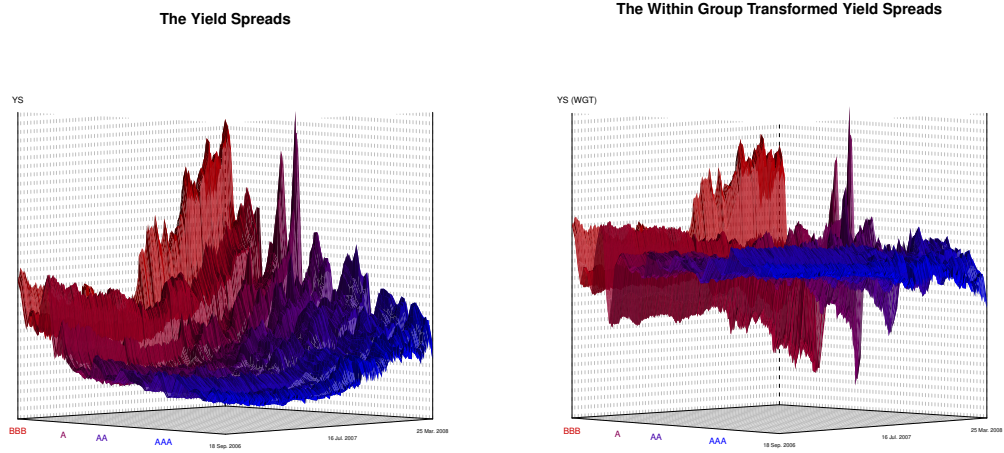 The Yield Spreads
YS
BBB
A
AA
AAA
18 Sep. 2006
16 Jul. 2007
25 Mar. 2008
The Within Group Transformed Yield Spreads
YS (WGT)
BBB
A
AA
AAA
18 Sep. 2006
16 Jul. 2007
25 Mar. 2008